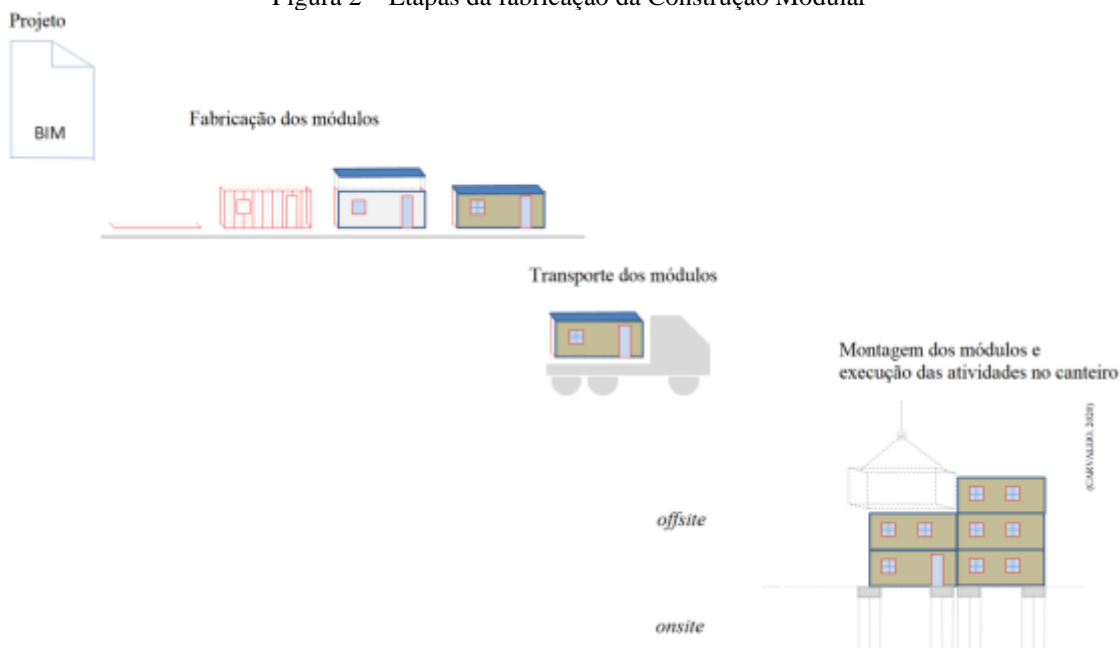 Figura 2 – Etapas da fabricação da Construção Modular
Projeto
BIM
Fabricação dos módulos
Transporte dos módulos
Montagem dos módulos e
execução das atividades no canteiro
(CARVALHO, 2020)
offsite
onsite